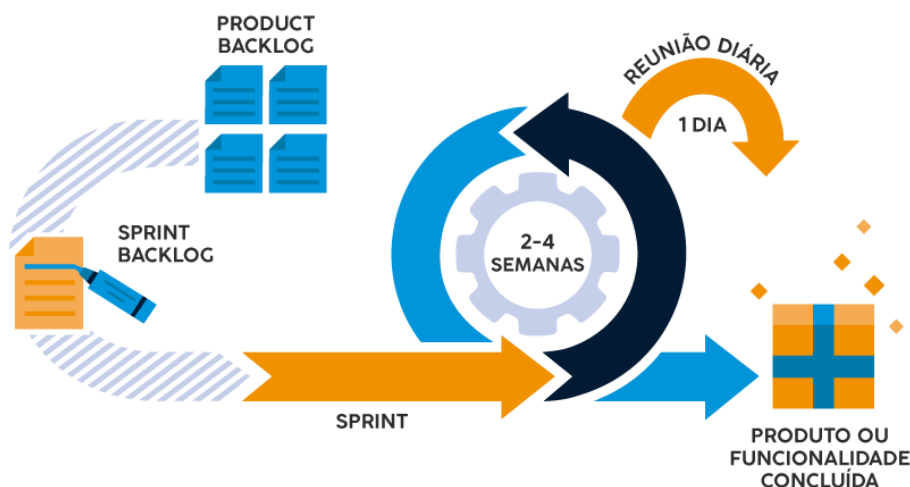 PRODUCT
BACKLOG
REUNIÃO DIÁRIA
1 DIA
SPRINT
BACKLOG
2-4
SEMANAS
SPRINT
PRODUTO OU
FUNCIONALIDADE
CONCLUÍDA